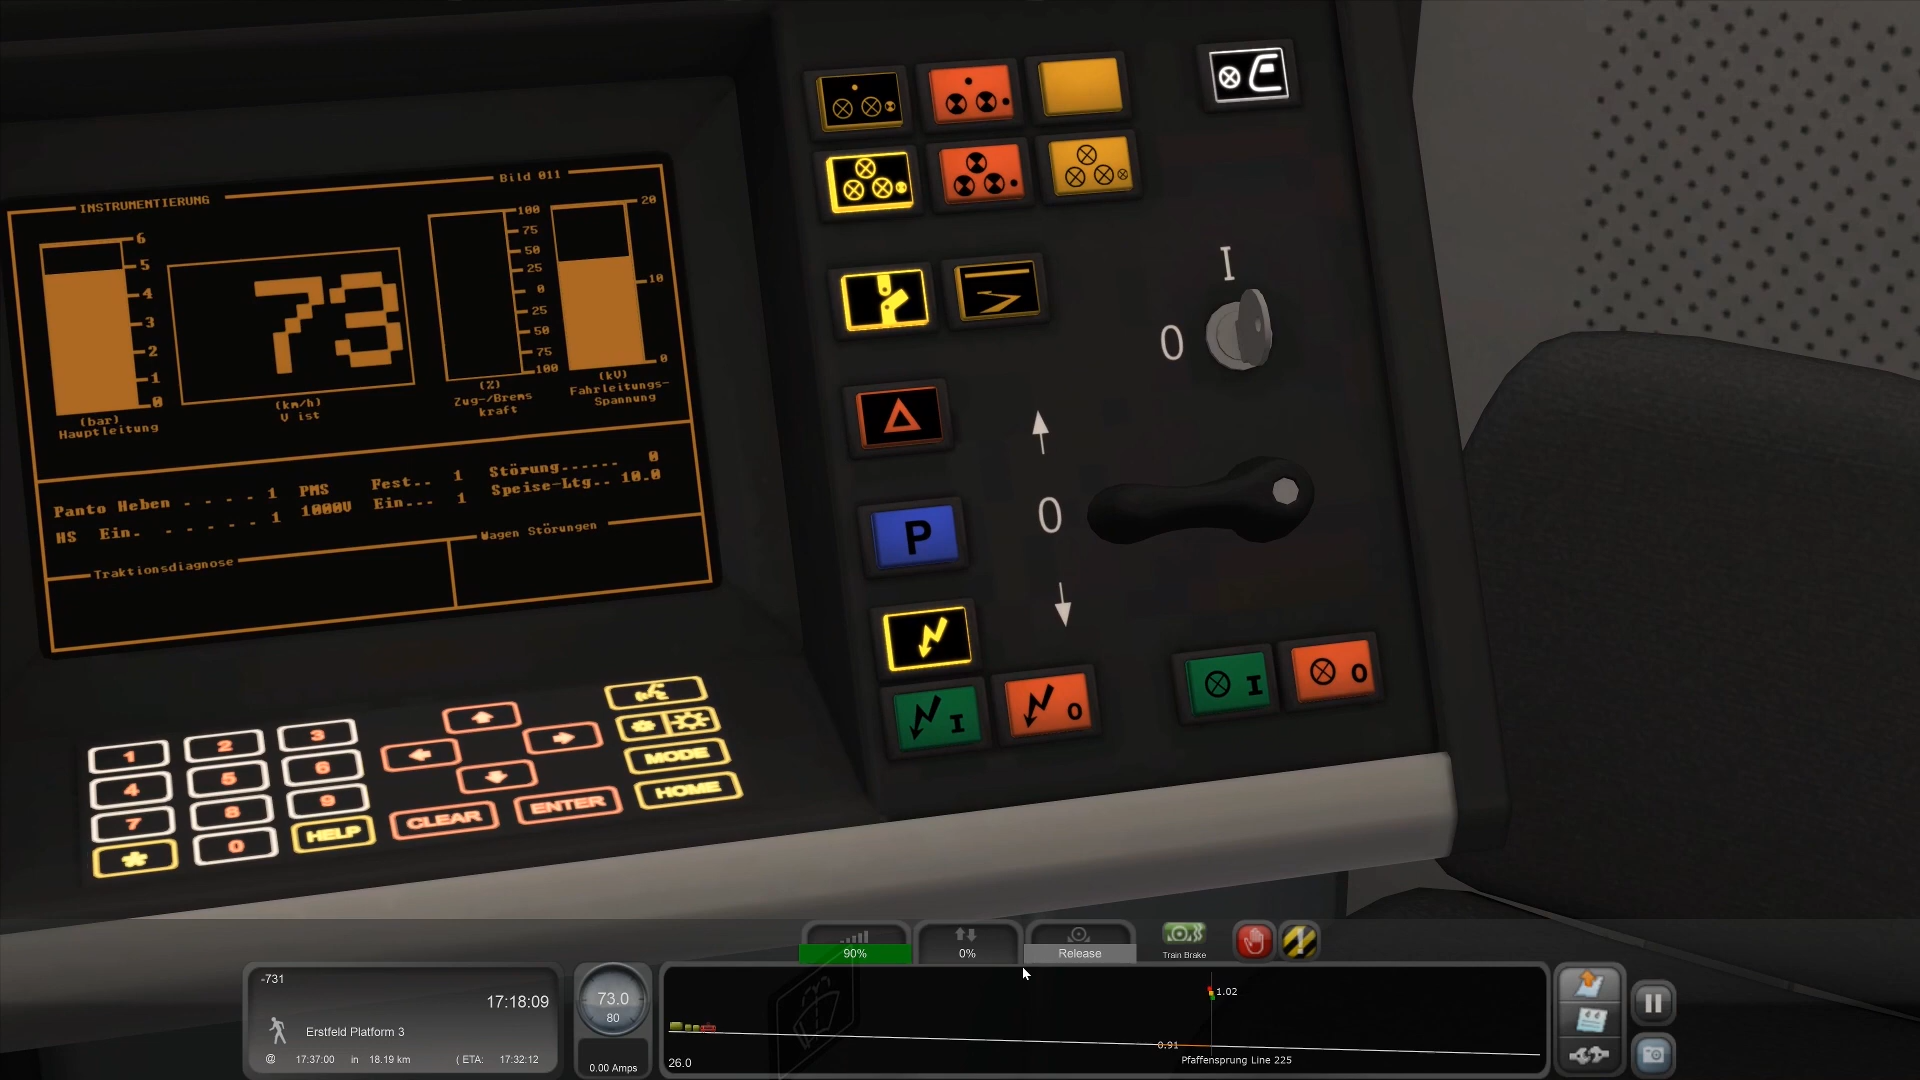 INSTRUMENTIERUNG
Bild 011
6
5
4
3
2
1
0
(bar)
Hauptleitung
73
(km/h)
V ist
100
75
50
25
0
25
50
75
100
(%)
Zug-/Brems
kraft
20
10
0
(kV)
Fahrleitungs-
Spannung
Panto Heben - - - - 1 PMS Fest.. 1 Störung...... 0
HS Ein. - - - - - 1 1000V Ein... 1 Speise-Ltg.. 10.0
Traktionsdiagnose
Wagen Störungen
I
0
0
P
I
0
I
0
1 2 3
4 5 6
7 8 9
* 0 HELP
CLEAR ENTER
MODE
HOME
90%
0%
Release
Train Brake
-731
17:18:09
Erstfeld Platform 3
@ 17:37:00 in 18.19 km ( ETA: 17:32:12
73.0
80
0.00 Amps
1.02
0.91
26.0
Pfaffensprung Line 225